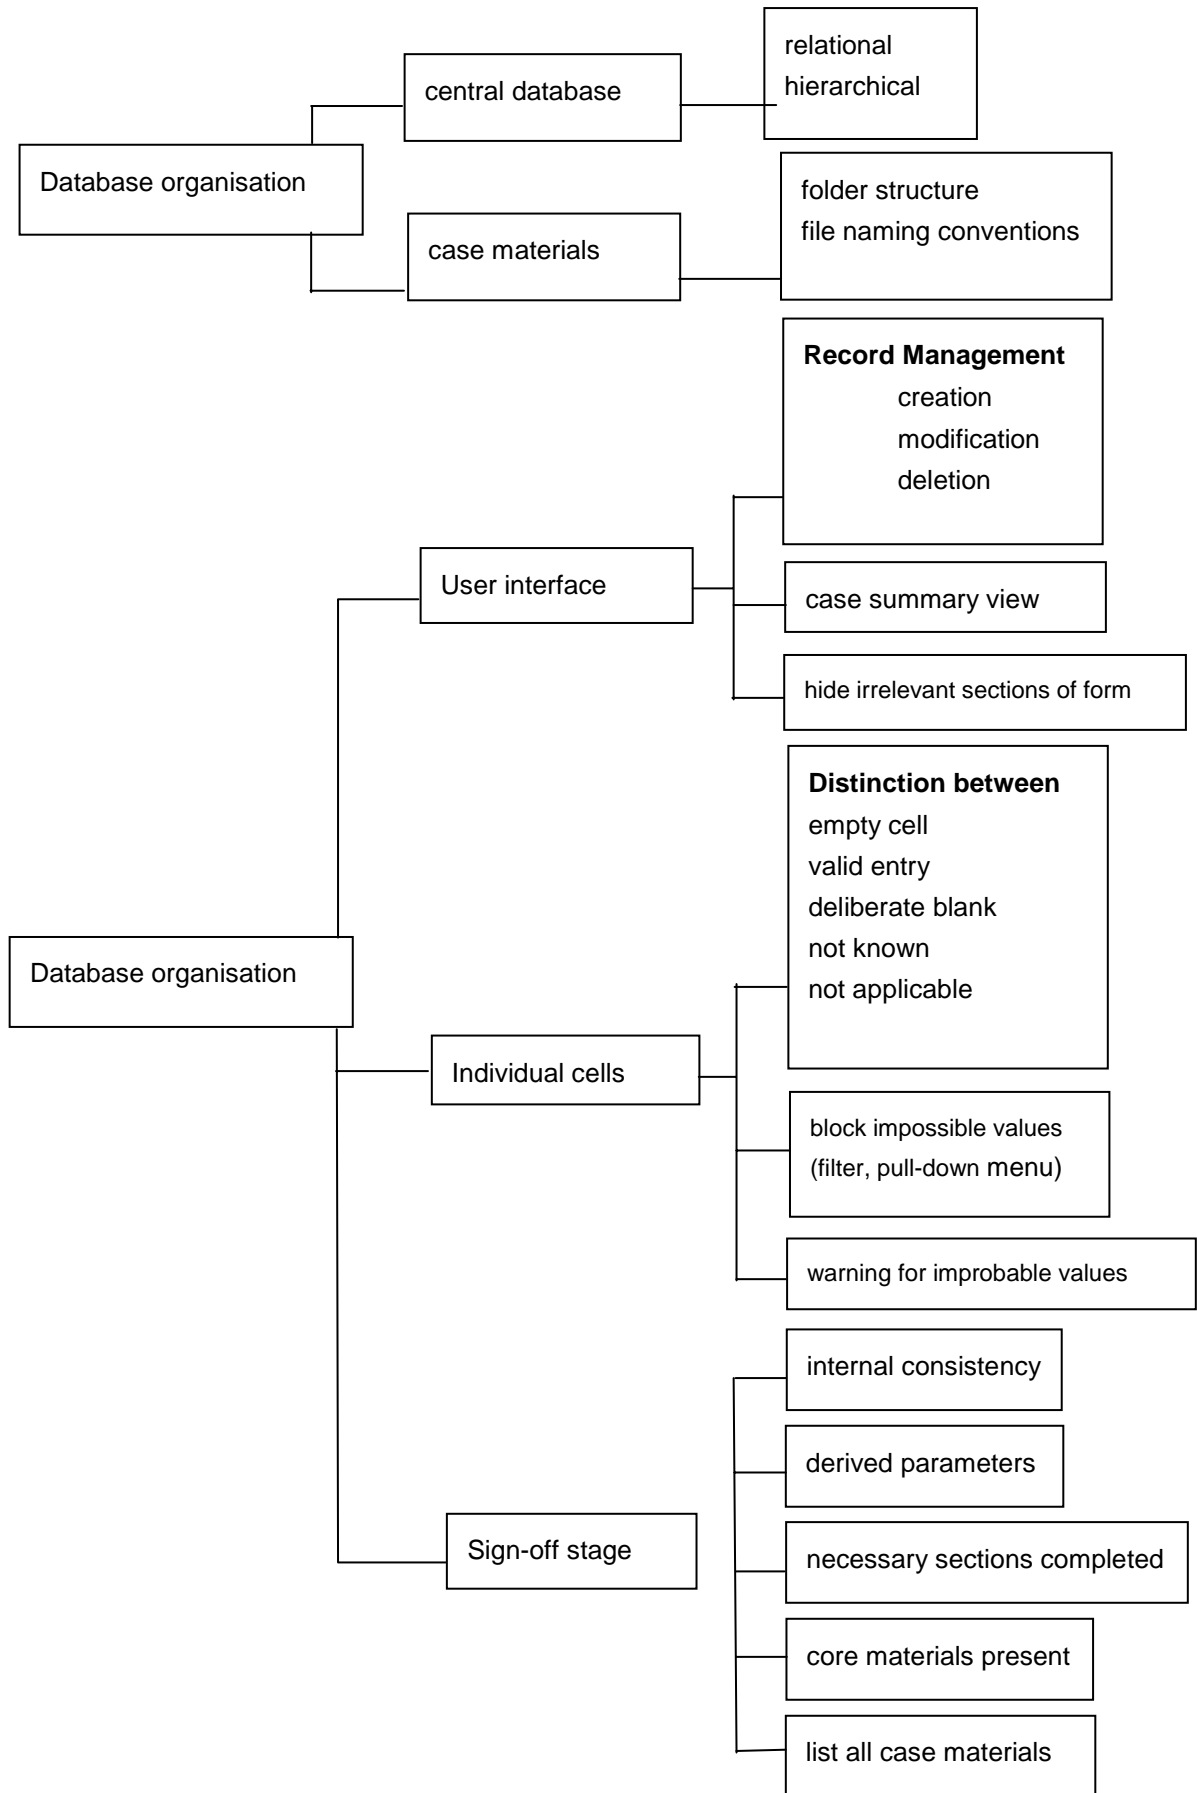 relational
hierarchical
central database
Database organisation
folder structure
file naming conventions
case materials
Record Management
creation
modification
deletion
User interface
case summary view
hide irrelevant sections of form
Distinction between
empty cell
valid entry
deliberate blank
not known
not applicable
Database organisation
Individual cells
block impossible values
(filter, pull-down menu)
warning for improbable values
internal consistency
derived parameters
Sign-off stage
necessary sections completed
core materials present
list all case materials